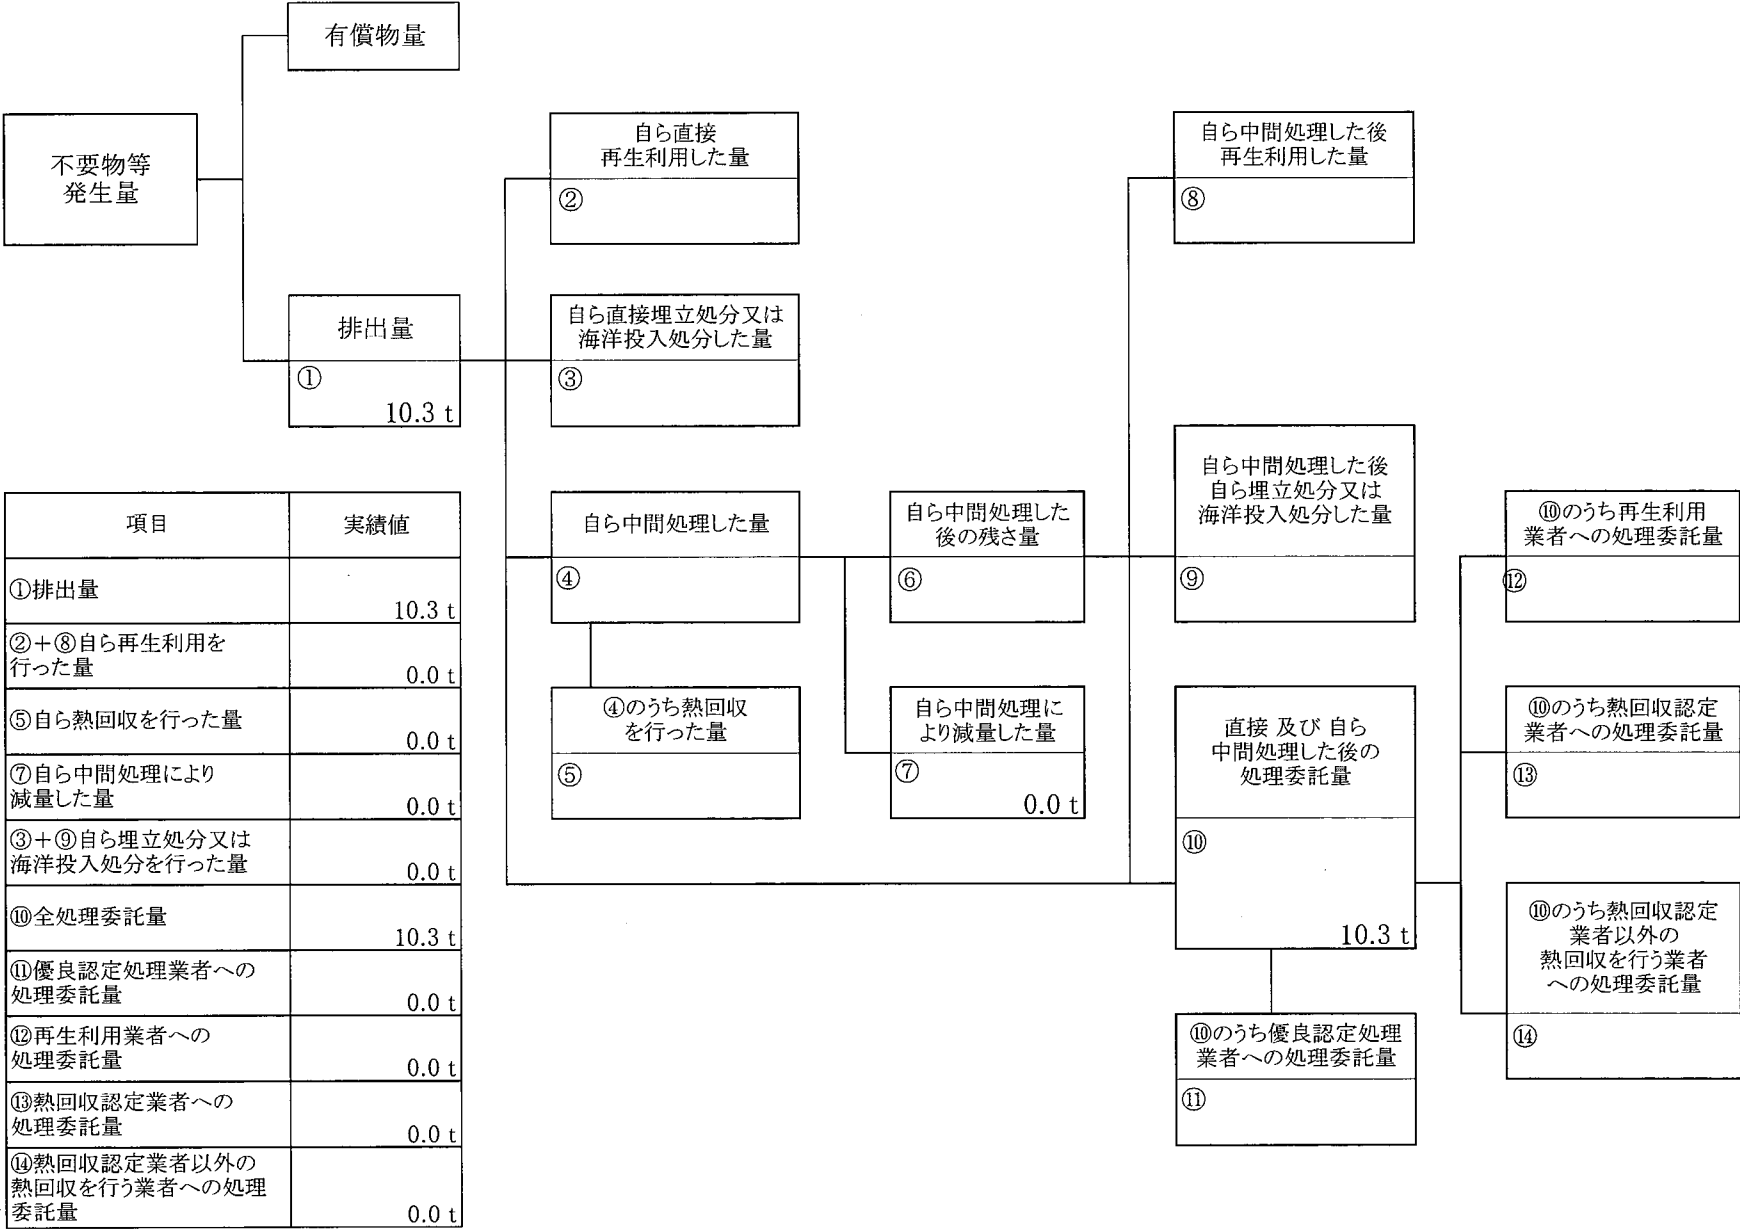 有償物量
不要物等
発生量
排出量
①
10.3 t
自ら直接
再生利用した量
②
自ら直接埋立処分又は
海洋投入処分した量
③
自ら中間処理した量
④
④のうち熱回収
を行った量
⑤
自ら中間処理した
後の残さ量
⑥
自ら中間処理に
より減量した量
⑦
0.0 t
自ら中間処理した後
再生利用した量
⑧
自ら中間処理した後
自ら埋立処分又は
海洋投入処分した量
⑨
直接 及び 自ら
中間処理した後の
処理委託量
⑩
10.3 t
⑩のうち優良認定処理
業者への処理委託量
⑪
⑩のうち再生利用
業者への処理委託量
⑫
⑩のうち熱回収認定
業者への処理委託量
⑬
⑩のうち熱回収認定
業者以外の
熱回収を行う業者
への処理委託量
⑭
項目 実績値
①排出量
10.3 t
②+⑧自ら再生利用を
行った量
0.0 t
⑤自ら熱回収を行った量
0.0 t
⑦自ら中間処理により
減量した量
0.0 t
③+⑨自ら埋立処分又は
海洋投入処分を行った量
0.0 t
⑩全処理委託量
10.3 t
⑪優良認定処理業者への
処理委託量
0.0 t
⑫再生利用業者への
処理委託量
0.0 t
⑬熱回収認定業者への
処理委託量
0.0 t
⑭熱回収認定業者以外の
熱回収を行う業者への処理
委託量
0.0 t